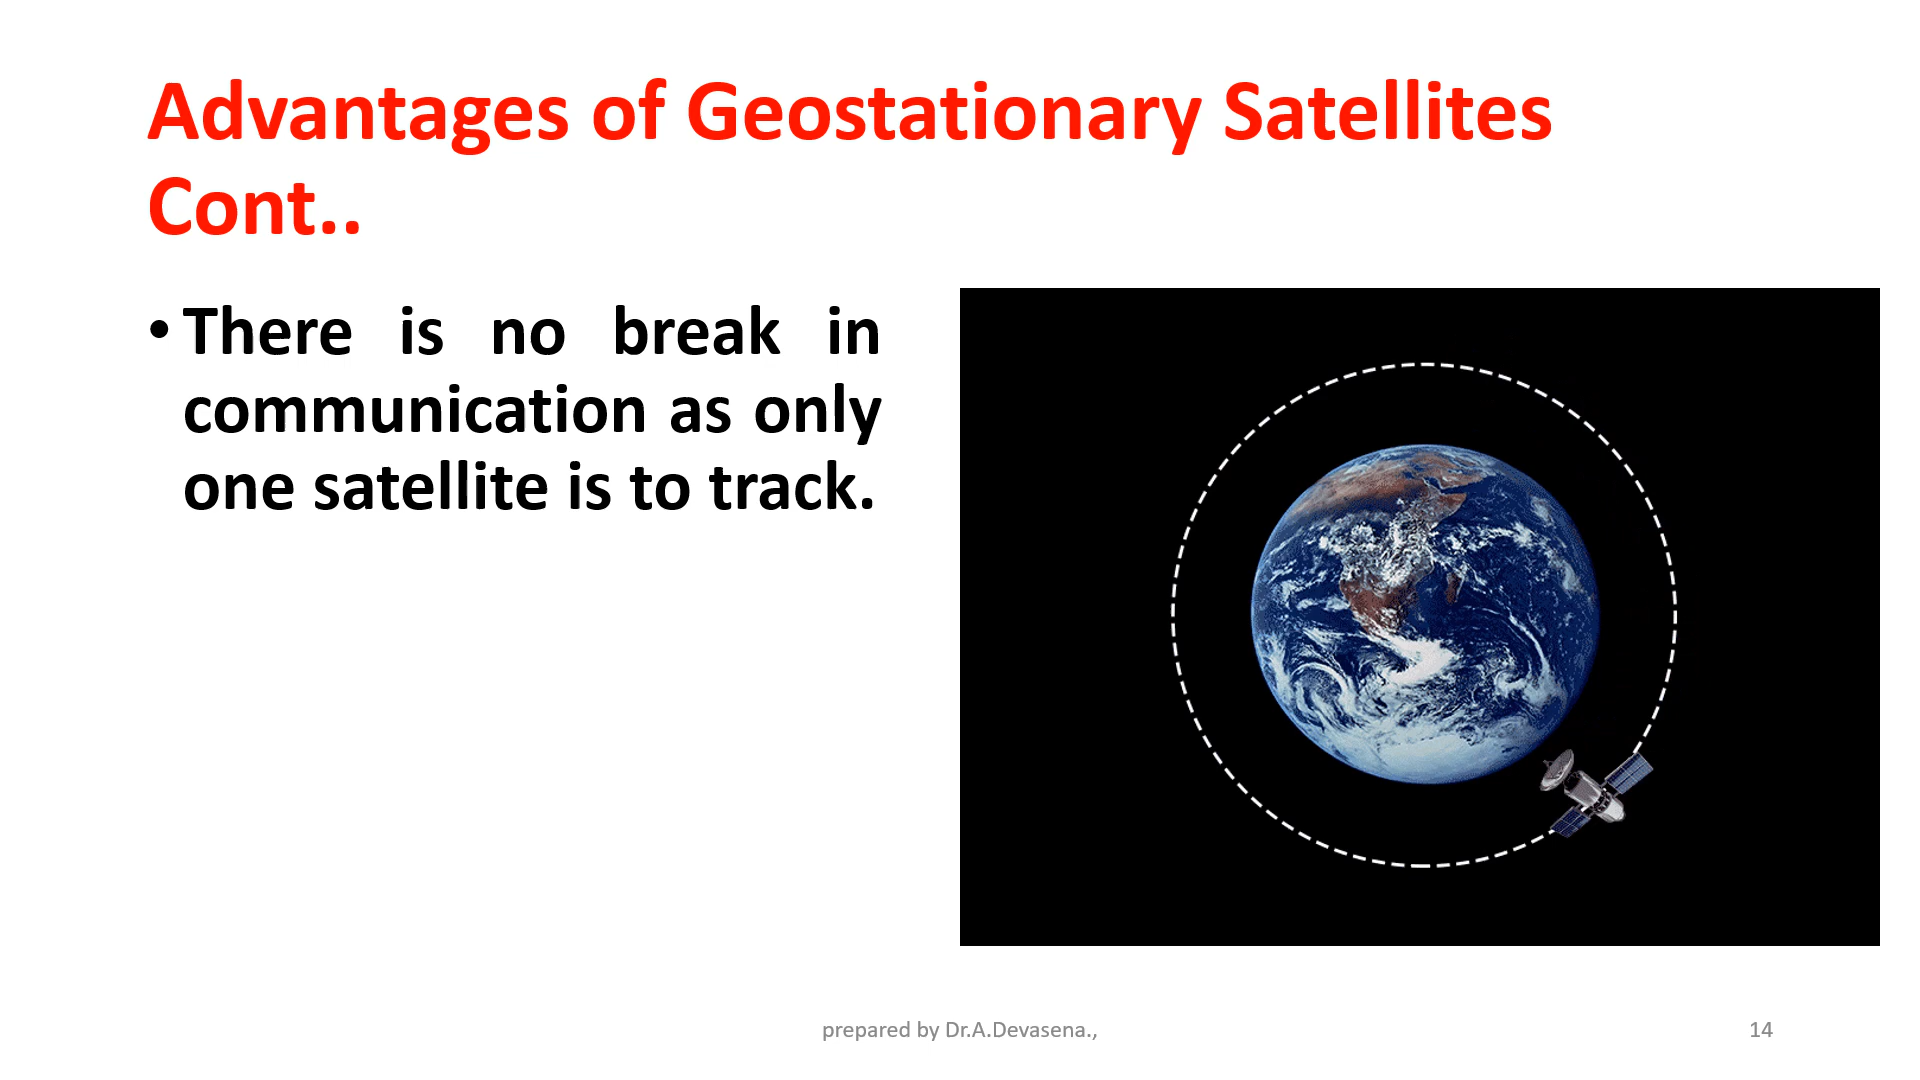 Advantages of Geostationary Satellites
Cont..
• There is no break in
communication as only
one satellite is to track.
prepared by Dr.A.Devasena.,
14